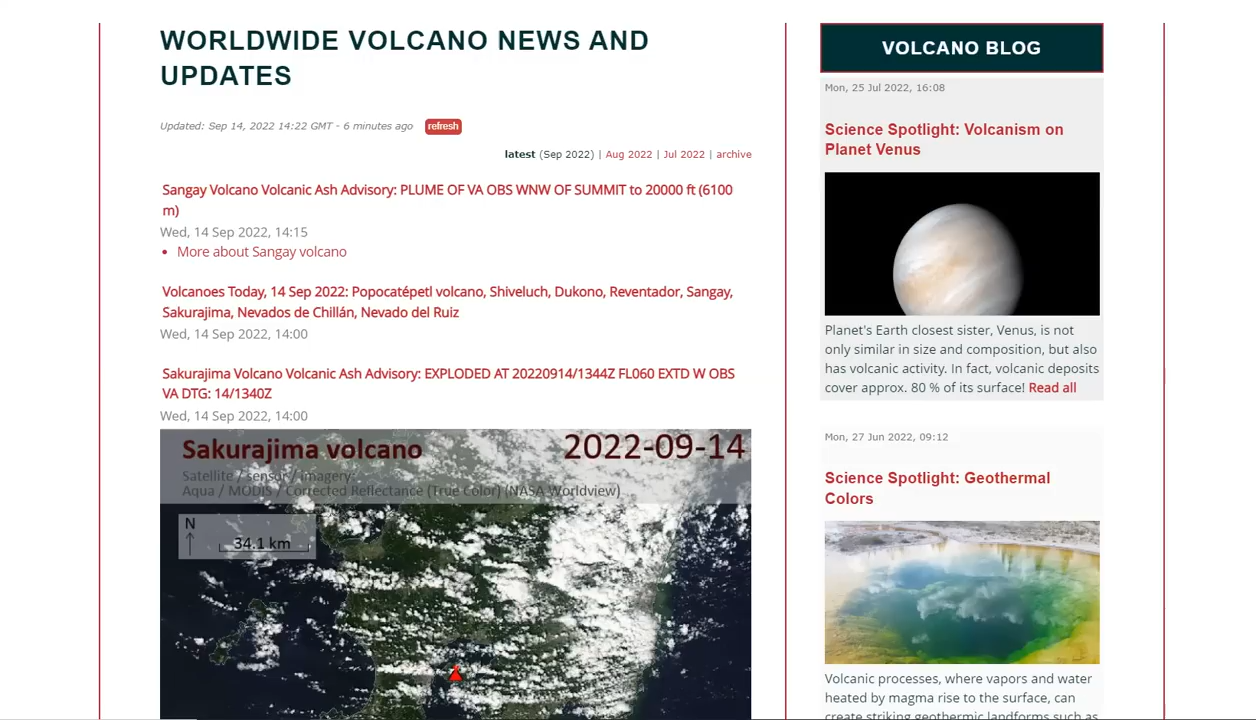 WORLDWIDE VOLCANO NEWS AND
UPDATES
Updated: Sep 14, 2022 14:22 GMT - 6 minutes ago refresh
latest (Sep 2022) | Aug 2022 | Jul 2022 | archive
Sangay Volcano Volcanic Ash Advisory: PLUME OF VA OBS WNW OF SUMMIT to 20000 ft (6100
m)
Wed, 14 Sep 2022, 14:15
• More about Sangay volcano
Volcanoes Today, 14 Sep 2022: Popocatépetl volcano, Shiveluch, Dukono, Reventador, Sangay,
Sakurajima, Nevados de Chillán, Nevado del Ruiz
Wed, 14 Sep 2022, 14:00
Sakurajima Volcano Volcanic Ash Advisory: EXPLODED AT 20220914/1344Z FL060 EXTD W OBS
VA DTG: 14/1340Z
Wed, 14 Sep 2022, 14:00
Sakurajima volcano 2022-09-14
Satellite / sensor / imagery:
Aqua / MODIS / Corrected Reflectance (True Color) (NASA Worldview)
N
34.1 km
VOLCANO BLOG
Mon, 25 Jul 2022, 16:08
Science Spotlight: Volcanism on
Planet Venus
Planet's Earth closest sister, Venus, is not
only similar in size and composition, but also
has volcanic activity. In fact, volcanic deposits
cover approx. 80 % of its surface! Read all
Mon, 27 Jun 2022, 09:12
Science Spotlight: Geothermal
Colors
Volcanic processes, where vapors and water
heated by magma rise to the surface, can
create striking geothermic landforms such as